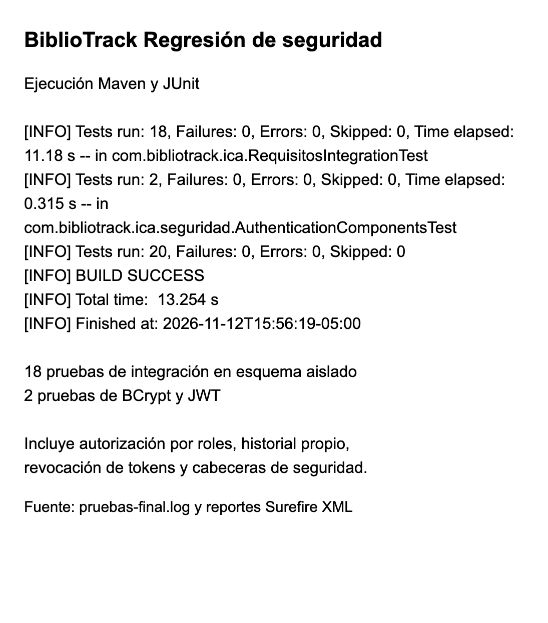 BiblioTrack Regresión de seguridad
Ejecución Maven y JUnit
[INFO] Tests run: 18, Failures: 0, Errors: 0, Skipped: 0, Time elapsed:
11.18 s -- in com.bibliotrack.ica.RequisitosIntegrationTest
[INFO] Tests run: 2, Failures: 0, Errors: 0, Skipped: 0, Time elapsed:
0.315 s -- in
com.bibliotrack.ica.seguridad.AuthenticationComponentsTest
[INFO] Tests run: 20, Failures: 0, Errors: 0, Skipped: 0
[INFO] BUILD SUCCESS
[INFO] Total time:  13.254 s
[INFO] Finished at: 2026-11-12T15:56:19-05:00
18 pruebas de integración en esquema aislado
2 pruebas de BCrypt y JWT
Incluye autorización por roles, historial propio,
revocación de tokens y cabeceras de seguridad.
Fuente: pruebas-final.log y reportes Surefire XML